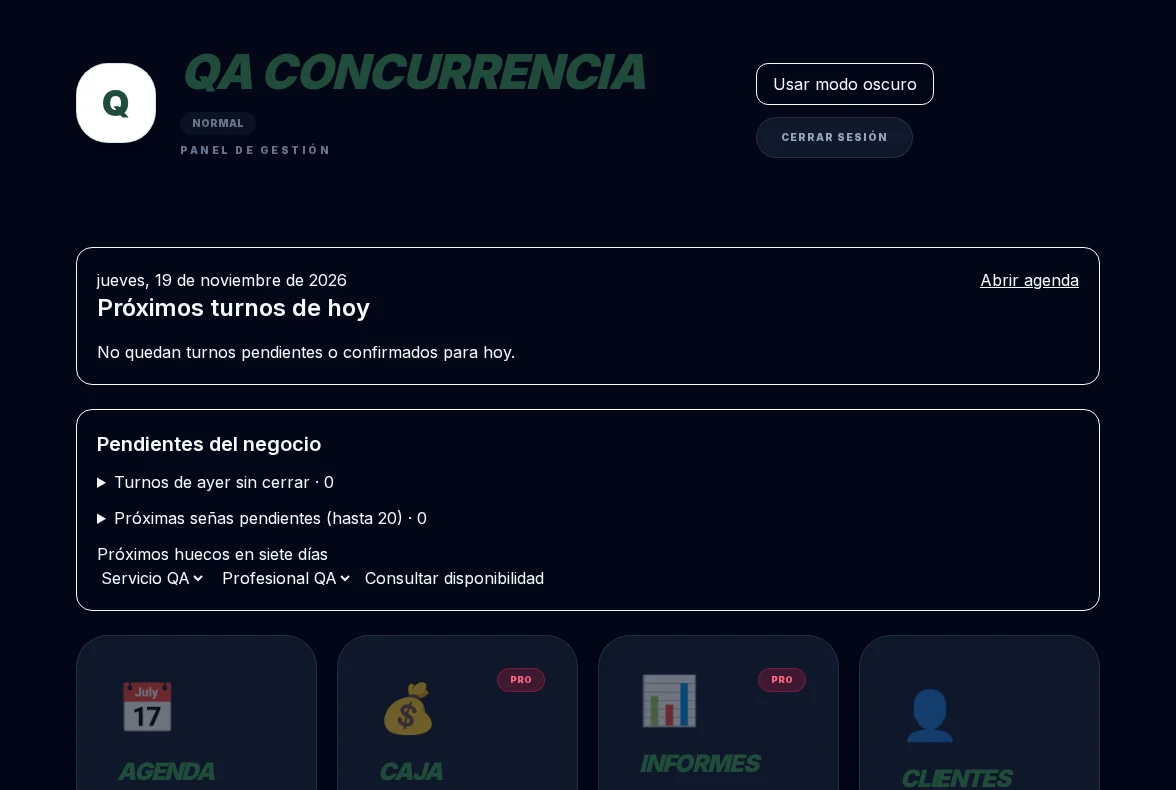 Q
QA CONCURRENCIA
NORMAL
PANEL DE GESTIÓN
Usar modo oscuro
CERRAR SESIÓN
jueves, 19 de noviembre de 2026
Abrir agenda
Próximos turnos de hoy
No quedan turnos pendientes o confirmados para hoy.
Pendientes del negocio
Turnos de ayer sin cerrar · 0
Próximas señas pendientes (hasta 20) · 0
Próximos huecos en siete días
Servicio QA Profesional QA Consultar disponibilidad
July
17
AGENDA
PRO
CAJA
PRO
INFORMES
CLIENTES